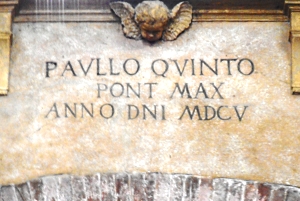 PAVLLO QVINTO
PONT MAX
ANNO DNI MDCV